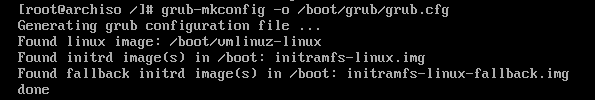 [root@archiso /]# grub-mkconfig -o /boot/grub/grub.cfg
Generating grub configuration file ...
Found linux image: /boot/vmlinuz-linux
Found initrd image(s) in /boot: initramfs-linux.img
Found fallback initrd image(s) in /boot: initramfs-linux-fallback.img
done